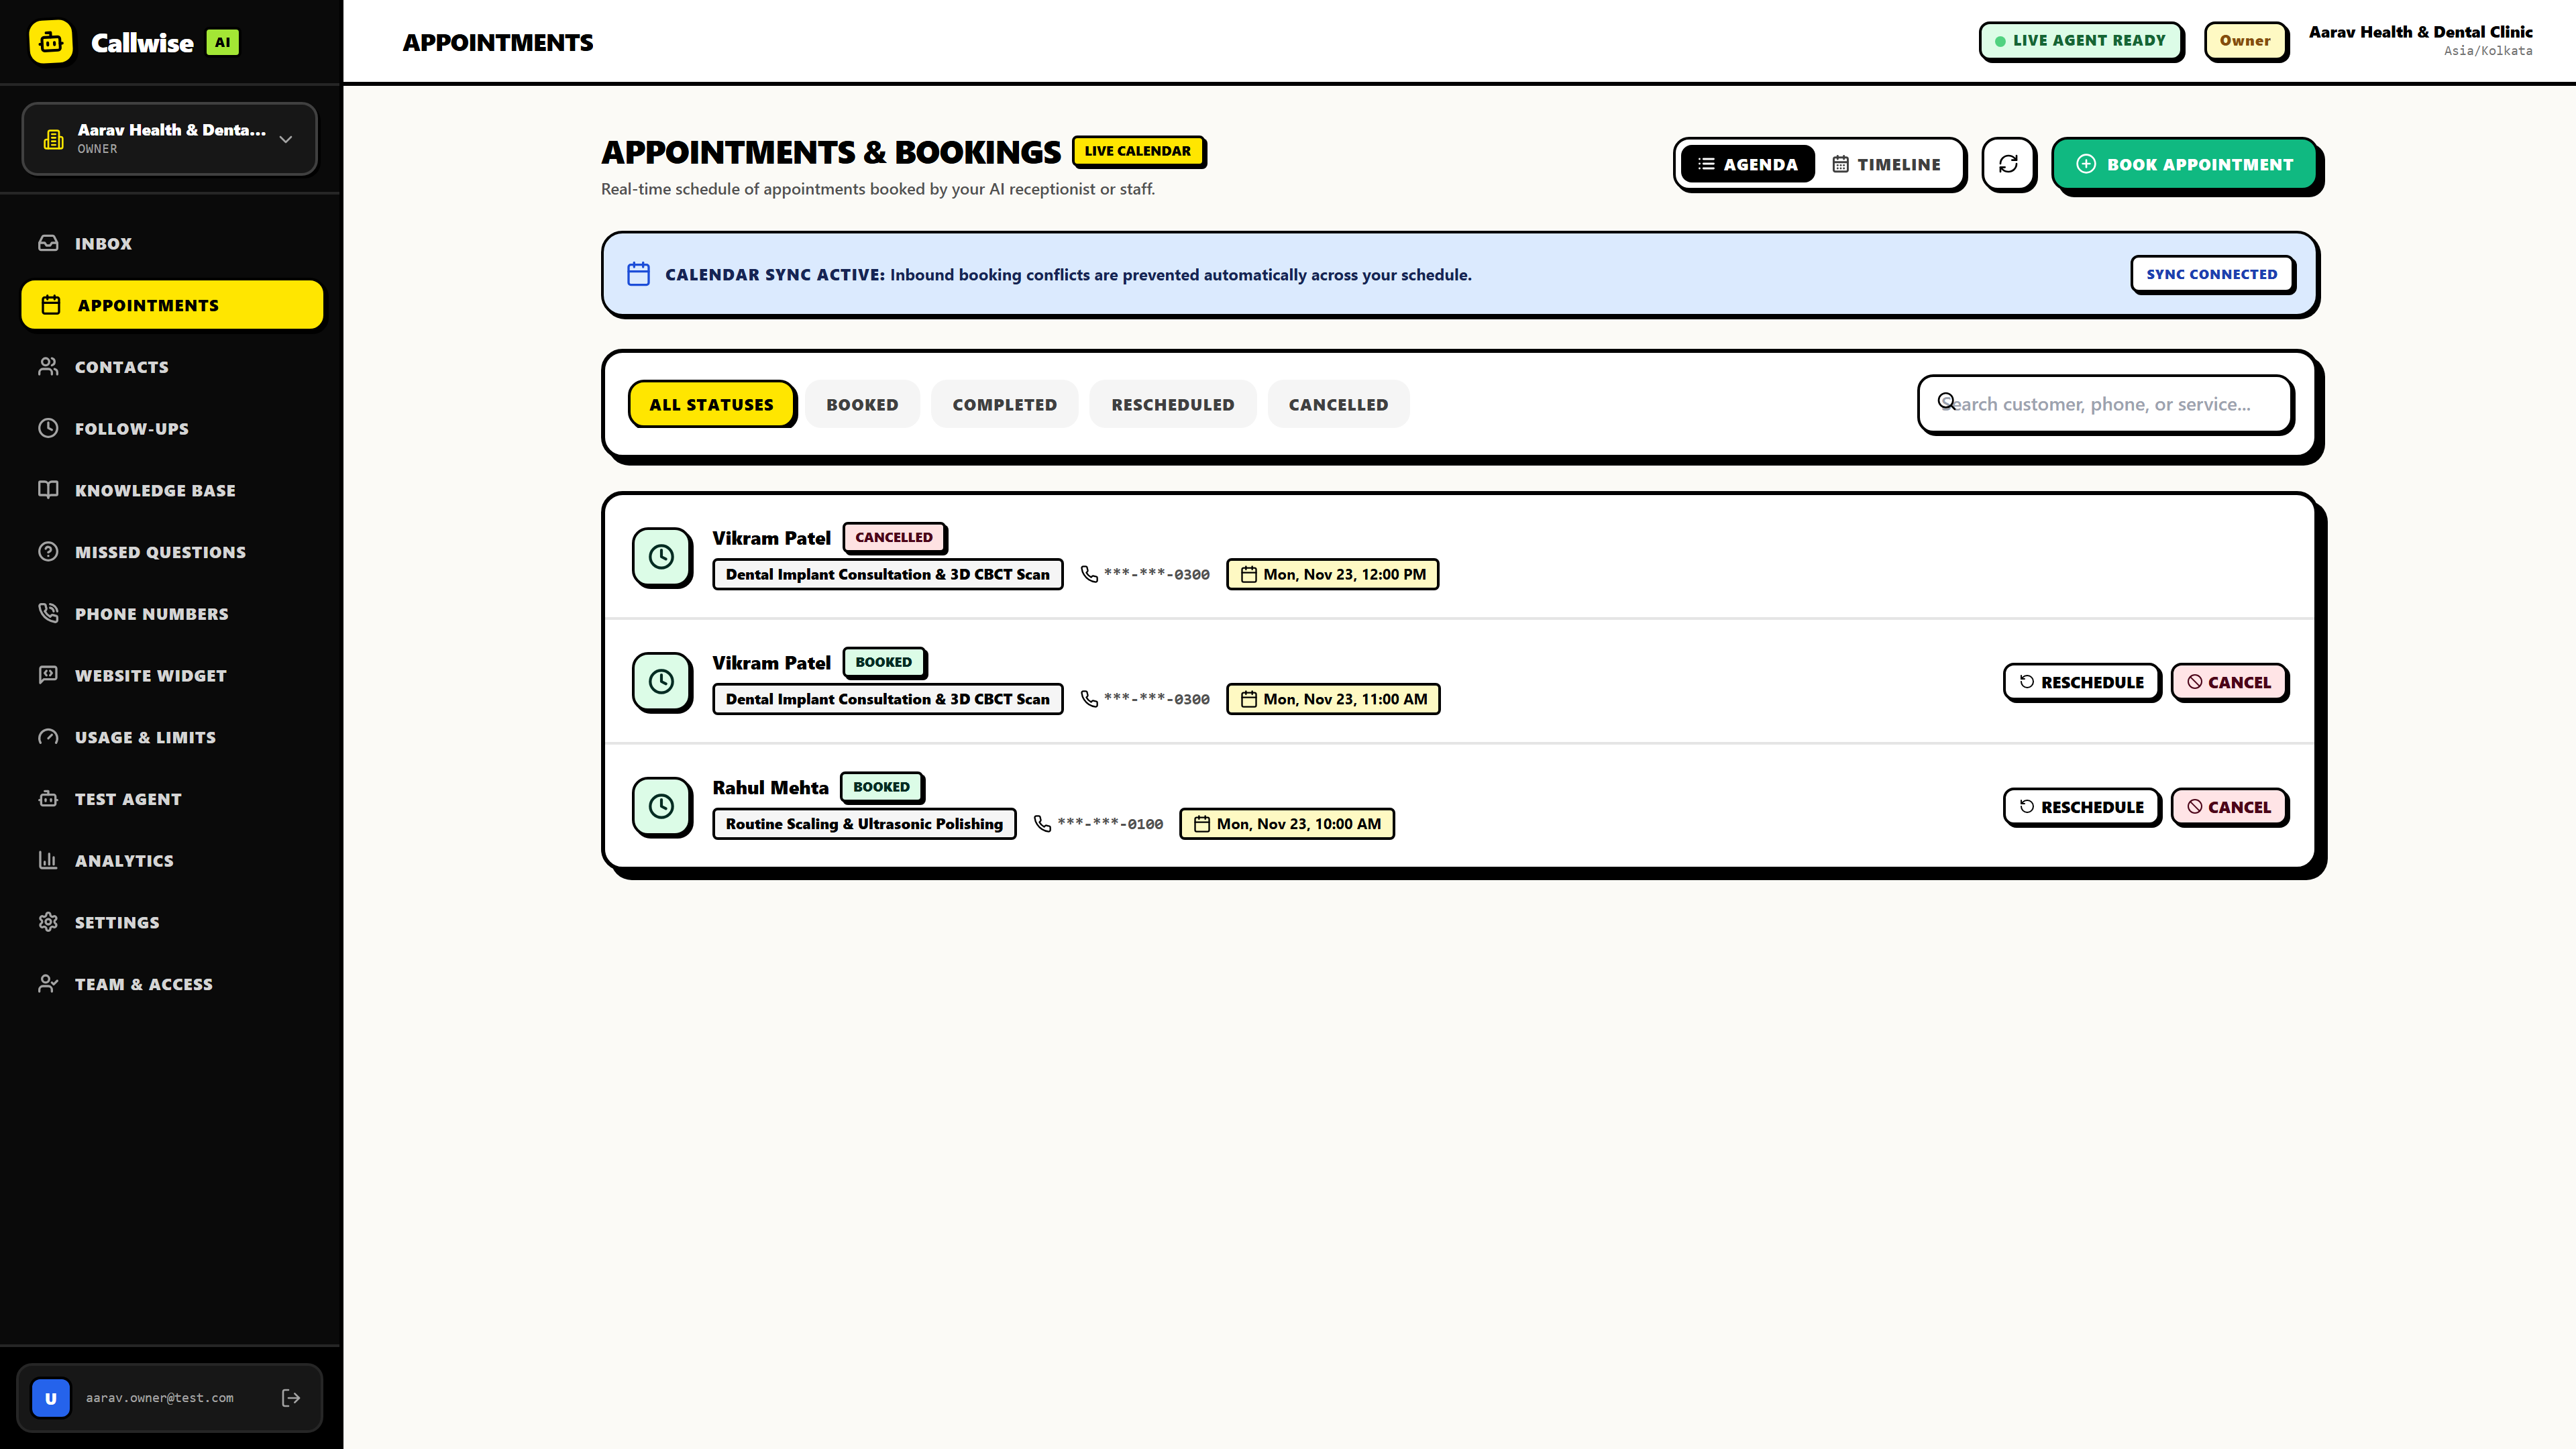 Callwise AI
Aarav Health & Denta...
OWNER
INBOX
APPOINTMENTS
CONTACTS
FOLLOW-UPS
KNOWLEDGE BASE
MISSED QUESTIONS
PHONE NUMBERS
WEBSITE WIDGET
USAGE & LIMITS
TEST AGENT
ANALYTICS
SETTINGS
TEAM & ACCESS
U aarav.owner@test.com
APPOINTMENTS
LIVE AGENT READY
Owner
Aarav Health & Dental Clinic
Asia/Kolkata
APPOINTMENTS & BOOKINGS LIVE CALENDAR
Real-time schedule of appointments booked by your AI receptionist or staff.
AGENDA TIMELINE
BOOK APPOINTMENT
CALENDAR SYNC ACTIVE: Inbound booking conflicts are prevented automatically across your schedule.
SYNC CONNECTED
ALL STATUSES BOOKED COMPLETED RESCHEDULED CANCELLED
Search customer, phone, or service...
Vikram Patel CANCELLED
Dental Implant Consultation & 3D CBCT Scan ***-***-0300 Mon, Nov 23, 12:00 PM
Vikram Patel BOOKED
Dental Implant Consultation & 3D CBCT Scan ***-***-0300 Mon, Nov 23, 11:00 AM
RESCHEDULE CANCEL
Rahul Mehta BOOKED
Routine Scaling & Ultrasonic Polishing ***-***-0100 Mon, Nov 23, 10:00 AM
RESCHEDULE CANCEL